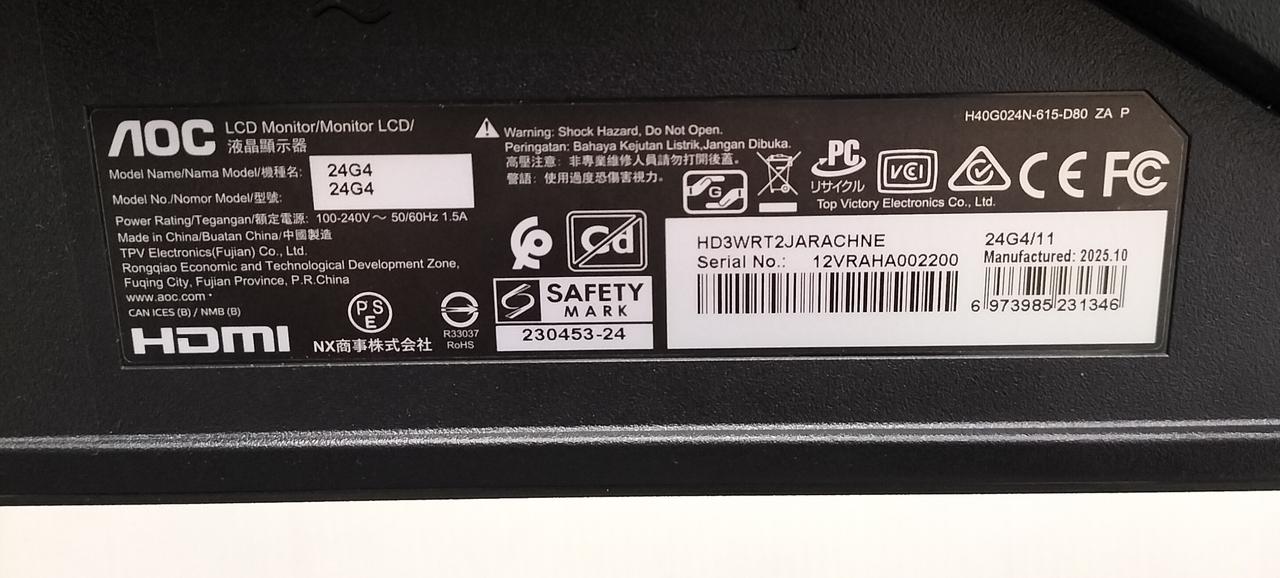 AOC LCD Monitor/Monitor LCD/
液晶顯示器
Model Name/Nama Model/機種名: 24G4
Model No./Nomor Model/型號: 24G4
Power Rating/Tegangan/額定電源: 100-240V～ 50/60Hz 1.5A
Made in China/Buatan China/中國製造
TPV Electronics(Fujian) Co., Ltd.
Rongqiao Economic and Technological Development Zone,
Fuqing City, Fujian Province, P.R.China
www.aoc.com
CAN ICES (B) / NMB (B)
HDMI
PSE
NX商事株式会社
R33037
RoHS
Warning: Shock Hazard, Do Not Open.
Peringatan: Bahaya Kejutan Listrik,Jangan Dibuka.
高壓注意: 非專業維修人員請勿打開後蓋。
警語: 使用過度恐傷害視力。
G
Cd
SAFETY
MARK
230453-24
H40G024N-615-D80 ZA P
PC
リサイクル
VCI
CE FC
Top Victory Electronics Co., Ltd.
HD3WRT2JARACHNE
Serial No.: 12VRAHA002200
24G4/11
Manufactured: 2025.10
6 973985 231346